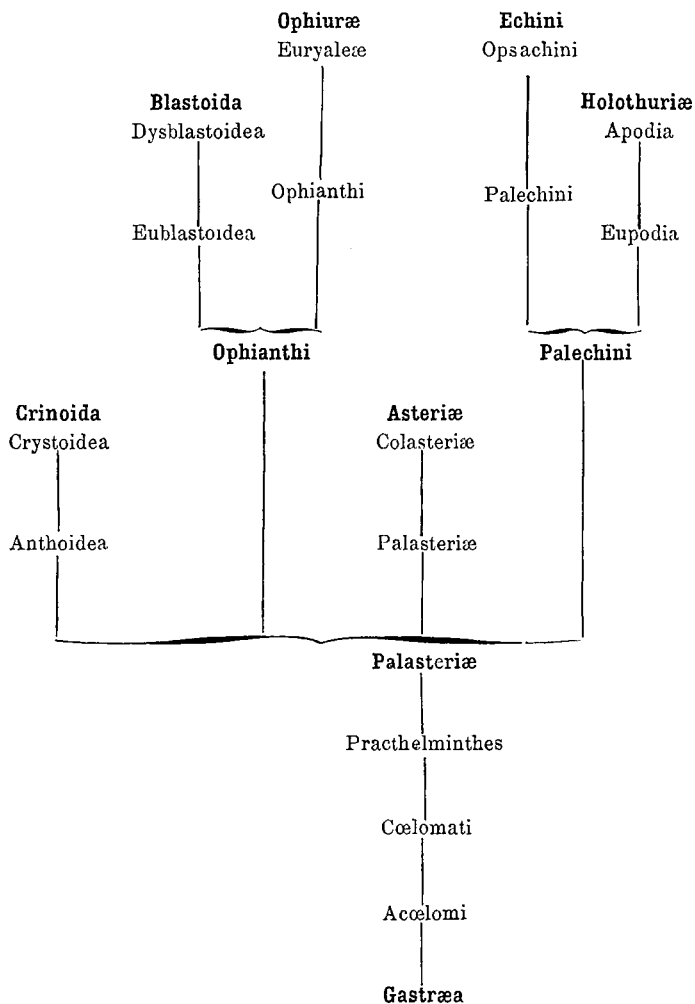 Ophiuræ
Euryaleæ
Echini
Opsachini
Blastoida
Dysblastoidea
Holothuriæ
Apodia
Ophianthi
Palechini
Eublastoidea
Eupodia
Ophianthi
Palechini
Crinoida
Crystoidea
Asteriæ
Colasteriæ
Anthoidea
Palasteriæ
Palasteriæ
Practhelminthes
Cœlomati
Acœlomi
Gastræa